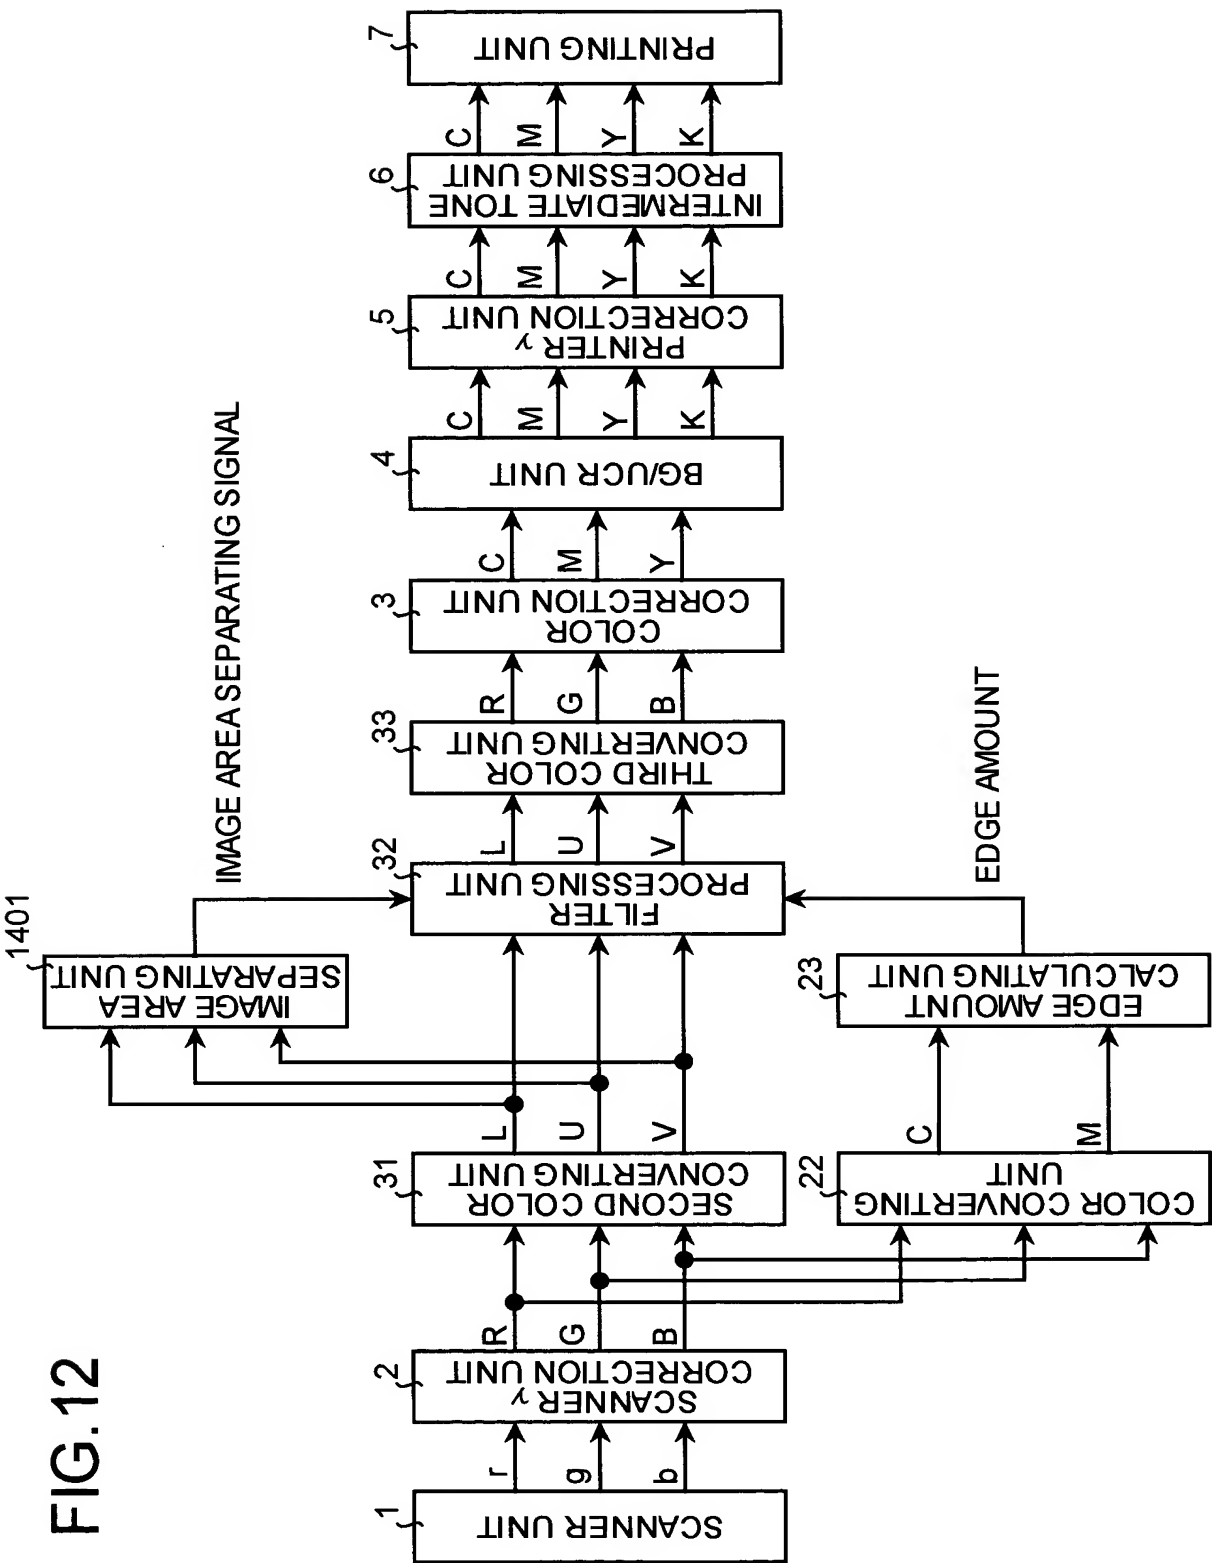 FIG.12
1
SCANNER UNIT
r
g
b
2
SCANNER γ
CORRECTION UNIT
R
G
B
31
SECOND COLOR
CONVERTING UNIT
L
U
V
1401
IMAGE AREA
SEPARATING UNIT
IMAGE AREA SEPARATING SIGNAL
22
COLOR CONVERTING
UNIT
C
M
23
EDGE AMOUNT
CALCULATING UNIT
EDGE AMOUNT
32
FILTER
PROCESSING UNIT
L
U
V
33
THIRD COLOR
CONVERTING UNIT
R
G
B
3
COLOR
CORRECTION UNIT
C
M
Y
4
BG/UCR UNIT
C
M
Y
K
5
PRINTER γ
CORRECTION UNIT
C
M
Y
K
6
INTERMEDIATE TONE
PROCESSING UNIT
C
M
Y
K
7
PRINTING UNIT